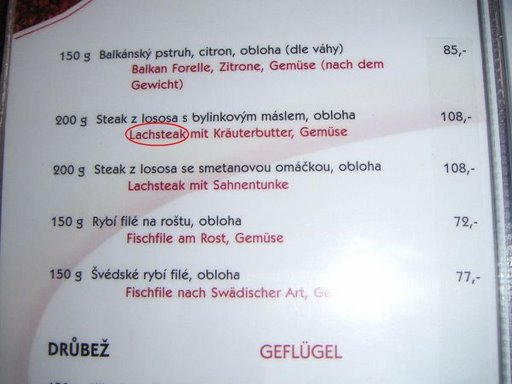 150 g Balkánský pstruh, citron, obloha (dle váhy) 85,-
Balkan Forelle, Zitrone, Gemüse (nach dem
Gewicht)
200 g Steak z lososa s bylinkovým máslem, obloha 108,-
Lachsteak mit Kräuterbutter, Gemüse
200 g Steak z lososa se smetanovou omáčkou, obloha 108,-
Lachsteak mit Sahnentunke
150 g Rybí filé na roštu, obloha 72,-
Fischfile am Rost, Gemüse
150 g Švédské rybí filé, obloha 77,-
Fischfile nach Swädischer Art,
DRŮBEŽ GEFLÜGEL